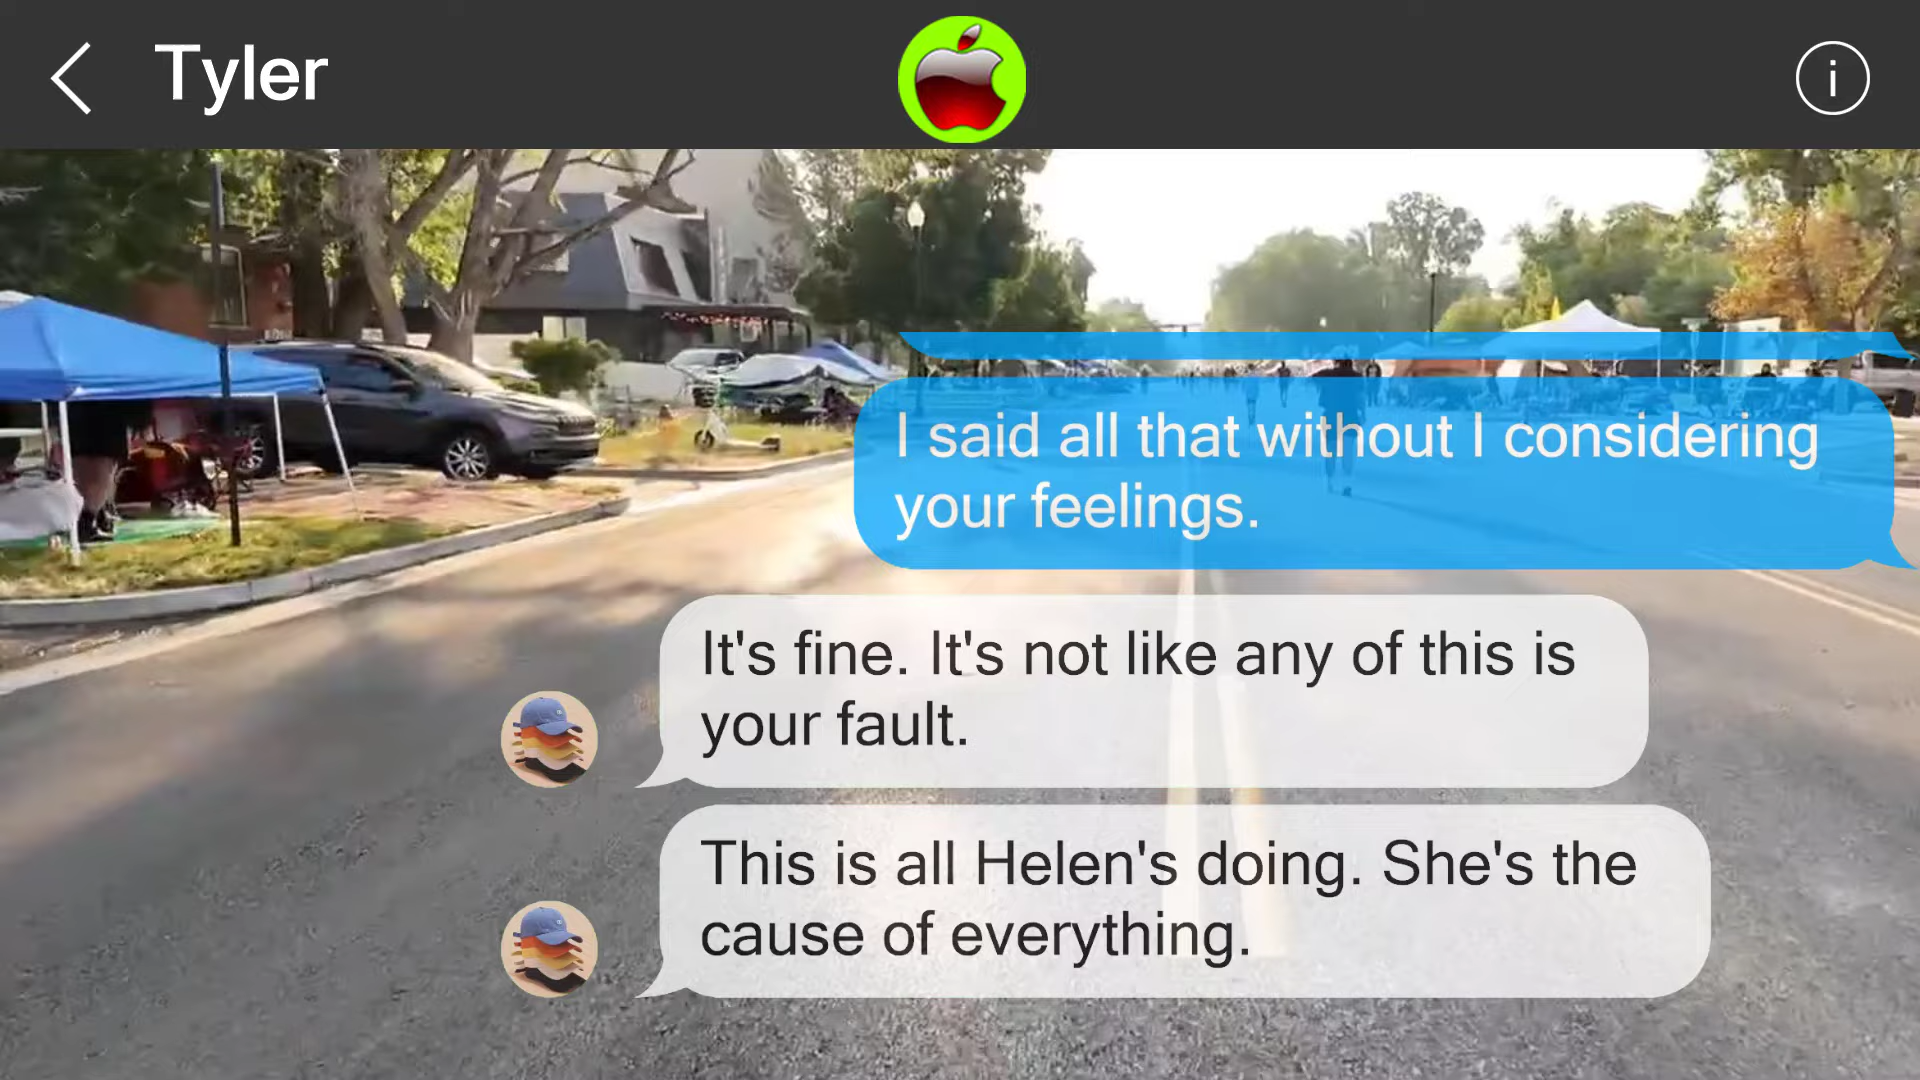 Tyler
I said all that without I considering
your feelings.
It's fine. It's not like any of this is
your fault.
This is all Helen's doing. She's the
cause of everything.